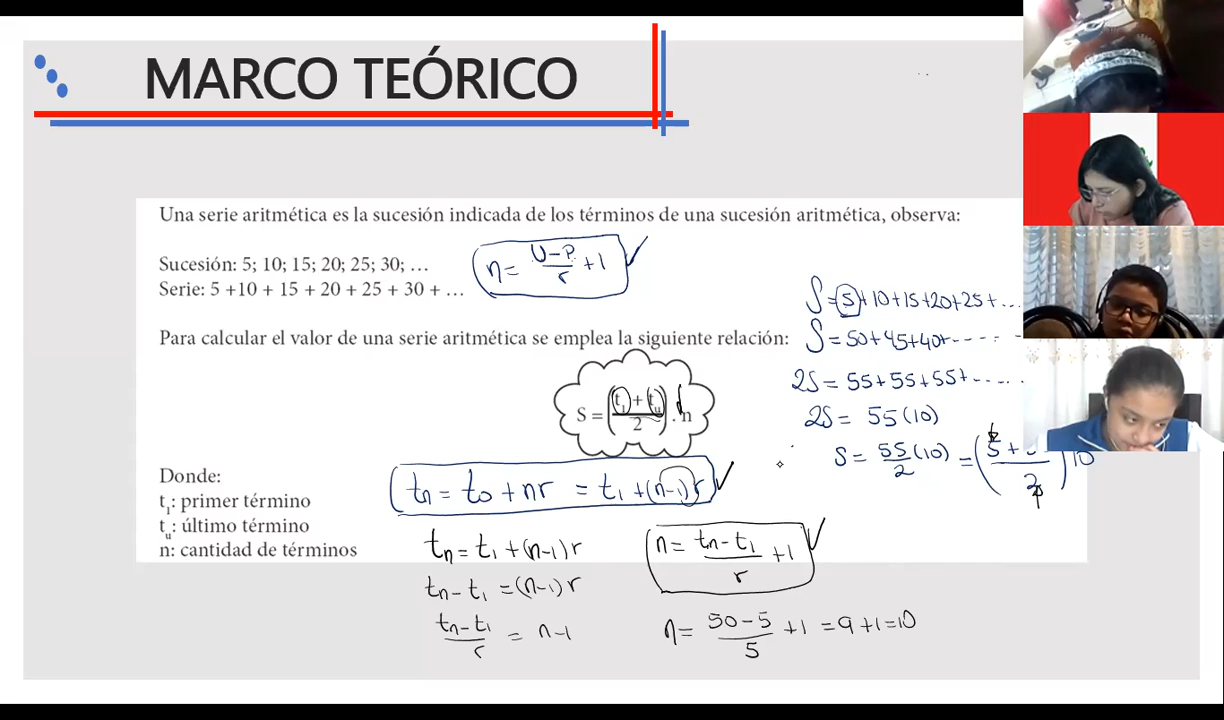 MARCO TEÓRICO
Una serie aritmética es la sucesión indicada de los términos de una sucesión aritmética, observa:
Sucesión: 5; 10; 15; 20; 25; 30; …
Serie: 5 +10 + 15 + 20 + 25 + 30 + …
n = (U-P)/r + 1
Para calcular el valor de una serie aritmética se emplea la siguiente relación:
S = ((t₁ + tᵤ)/2) . n
Donde:
t₁: primer término
tᵤ: último término
n: cantidad de términos
tn = t₀ + nr = t₁ + (n-1)r
tn = t₁ + (n-1)r
tn - t₁ = (n-1)r
(tn - t₁)/r = n-1
n = (tn - t₁)/r + 1
n = (50-5)/5 + 1 = 9+1 = 10
S = 5+10+15+20+25+...
S = 50+45+40+-----
2S = 55+55+55+-....
2S = 55(10)
S = 55/2 (10) = (5 + /2) 10